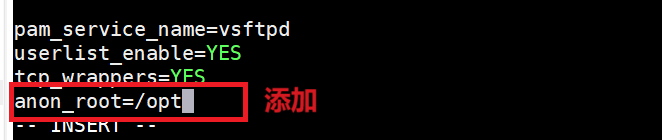 pam_service_name=vsftpd
userlist_enable=YES
tcp_wrappers=YES
anon_root=/opt 添加
-- INSERT --